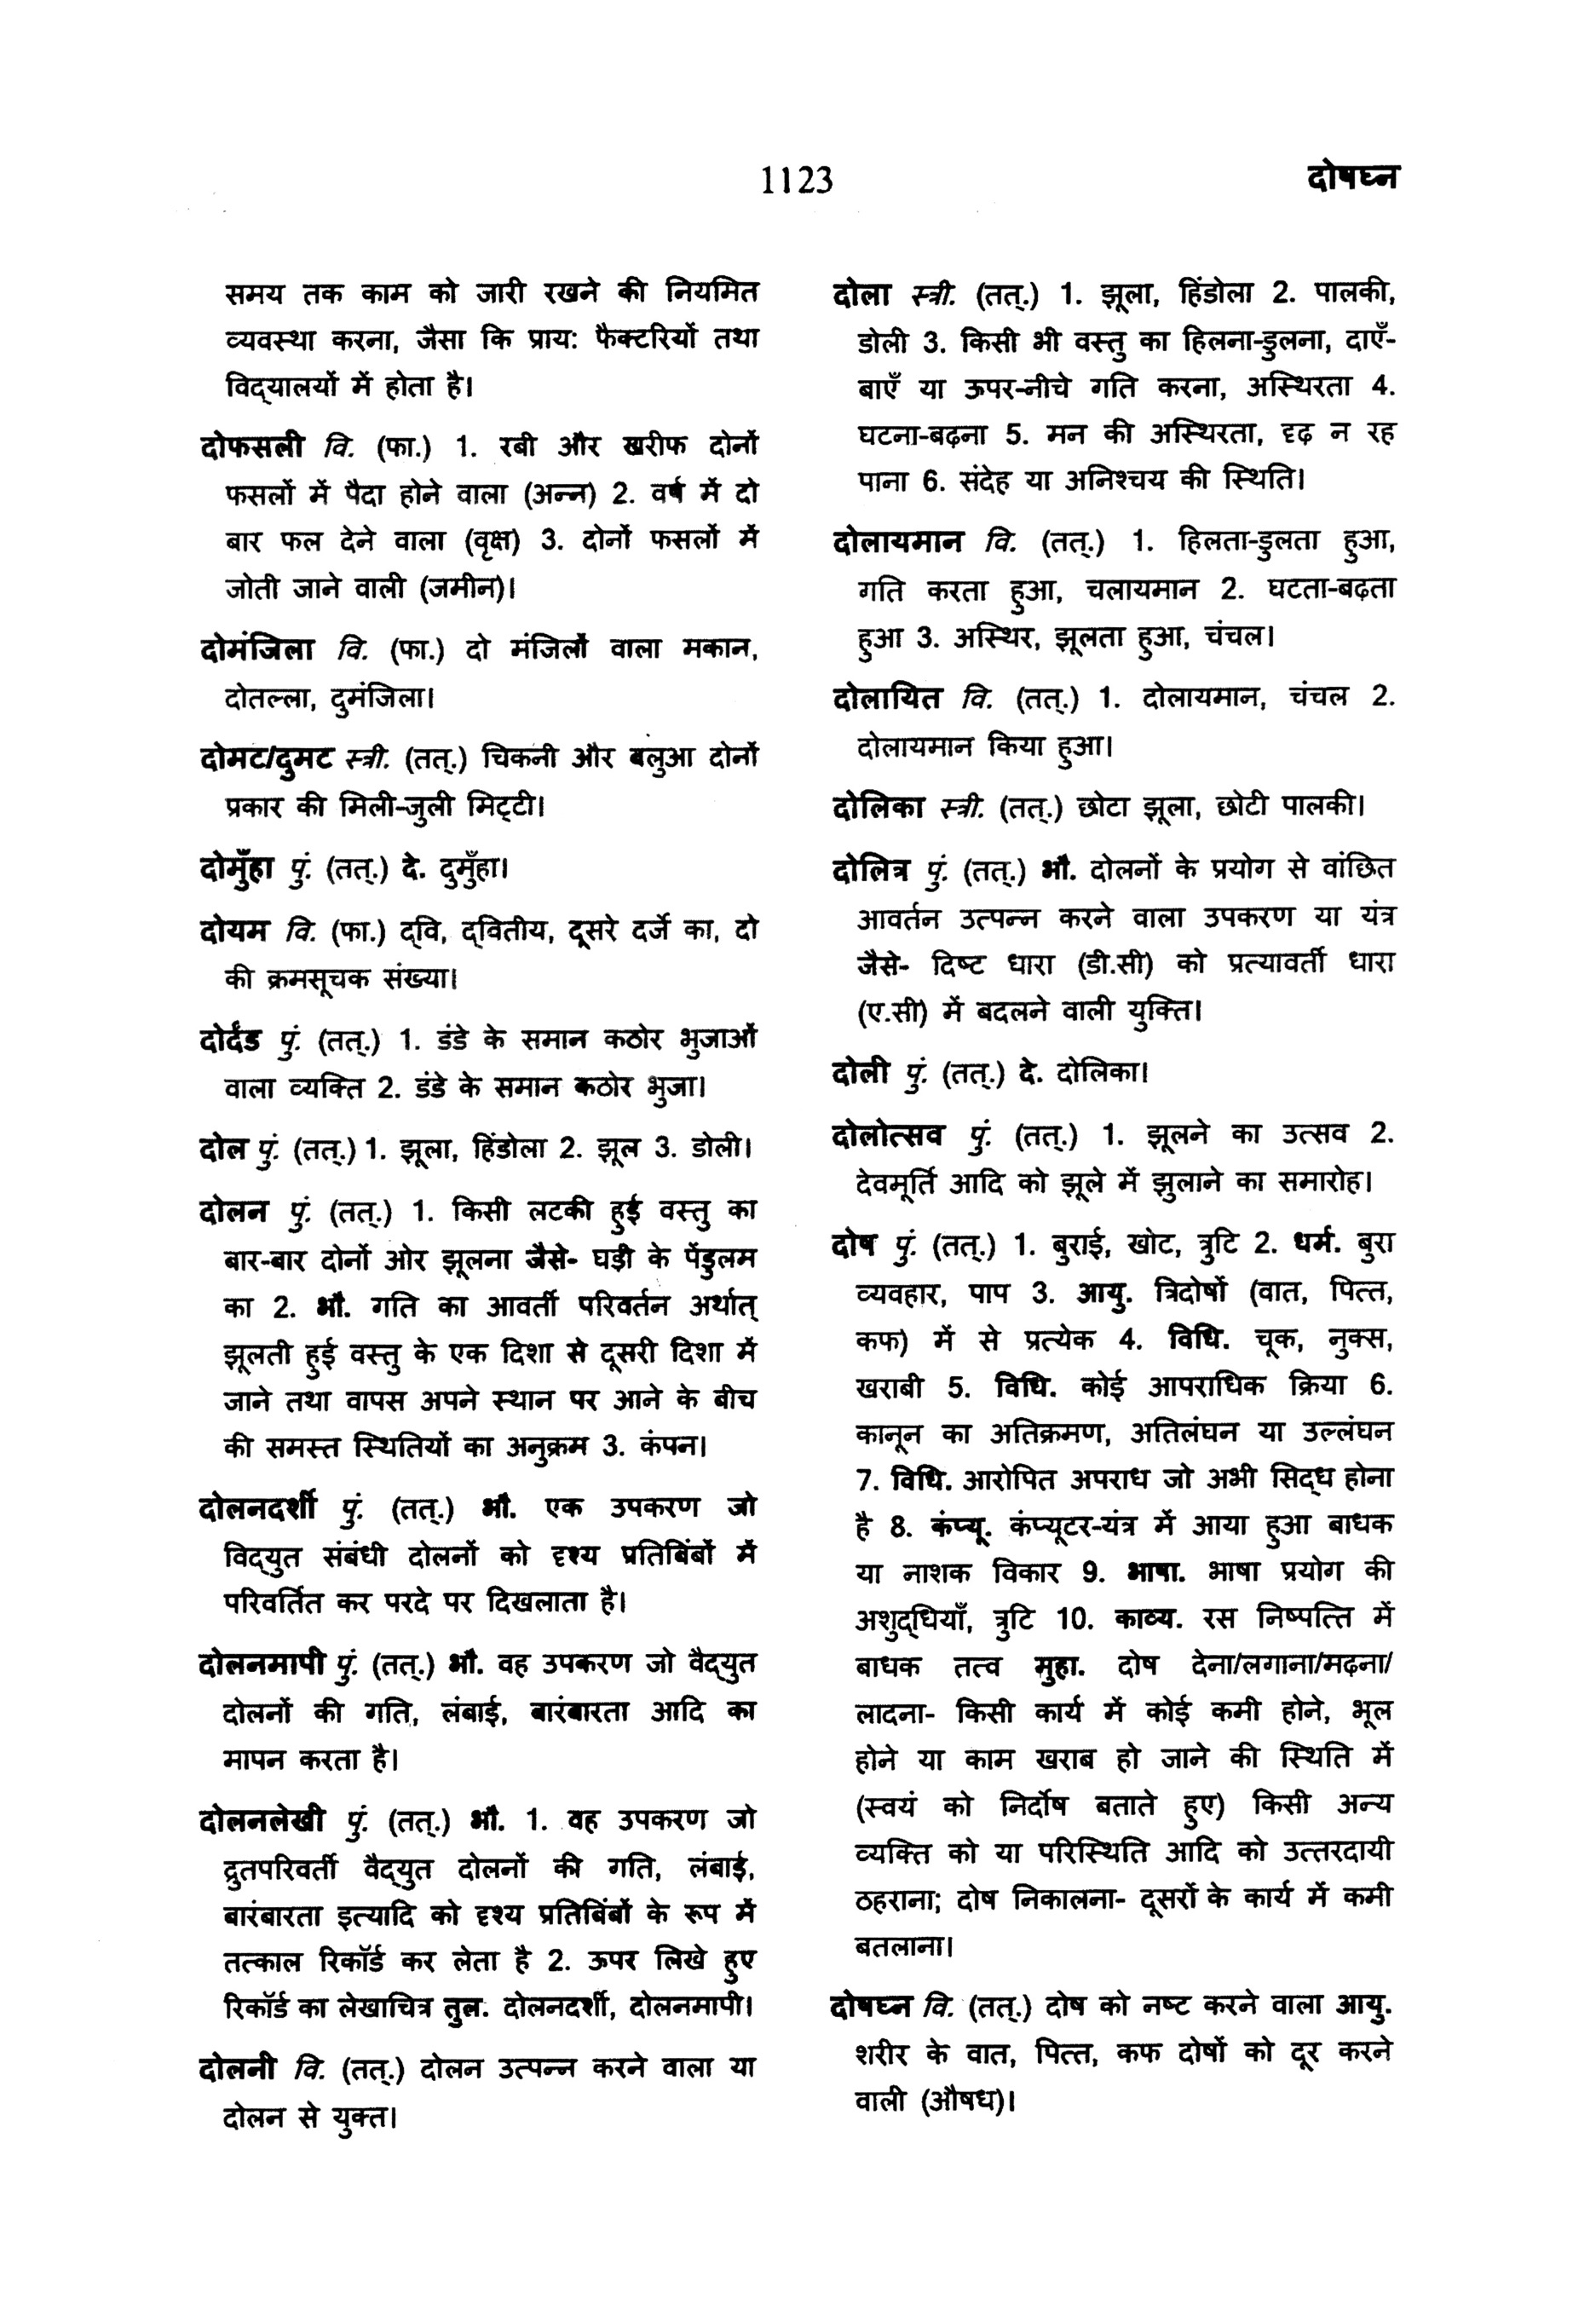 1123
दोषघ्न
समय तक काम को जारी रखने की नियमित
व्यवस्था करना, जैसा कि प्राय: फैक्टरियों तथा
विद्‌यालयों में होता है।
दोफसली वि. (फा.) 1. रबी और खरीफ दोनों
फसलों में पैदा होने वाला (अन्न) 2. वर्ष में दो
बार फल देने वाला (वृक्ष) 3. दोनों फसलों में
जोती जाने वाली (जमीन)।
दोमंजिला वि. (फा.) दो मंजिलों वाला मकान,
दोतल्ला, दुमंजिला।
दोमट/दुमट स्त्री. (तत्.) चिकनी और बलुआ दोनों
प्रकार की मिली-जुली मिट्‌टी।
दोमुँहा पुं. (तत्.) दे. दुमुँहा।
दोयम वि. (फा.) द्‌वि, द्‌वितीय, दूसरे दर्जे का, दो
की क्रमसूचक संख्या।
दोर्दंड पुं. (तत्.) 1. डंडे के समान कठोर भुजाओं
वाला व्यक्ति 2. डंडे के समान कठोर भुजा।
दोल पुं. (तत्.) 1. झूला, हिंडोला 2. झूल 3. डोली।
दोलन पुं. (तत्.) 1. किसी लटकी हुई वस्तु का
बार-बार दोनों ओर झूलना जैसे- घड़ी के पेंडुलम
का 2. भौ. गति का आवर्ती परिवर्तन अर्थात्
झूलती हुई वस्तु के एक दिशा से दूसरी दिशा में
जाने तथा वापस अपने स्थान पर आने के बीच
की समस्त स्थितियों का अनुक्रम 3. कंपन।
दोलनदर्शी पुं. (तत्.) भौ. एक उपकरण जो
विद्‌युत संबंधी दोलनों को दृश्य प्रतिबिंबों में
परिवर्तित कर परदे पर दिखलाता है।
दोलनमापी पुं. (तत्.) भौ. वह उपकरण जो वैद्‌युत
दोलनों की गति, लंबाई, बारंबारता आदि का
मापन करता है।
दोलनलेखी पुं. (तत्.) भौ. 1. वह उपकरण जो
द्रुतपरिवर्ती वैद्‌युत दोलनों की गति, लंबाई,
बारंबारता इत्यादि को दृश्य प्रतिबिंबों के रूप में
तत्काल रिकॉर्ड कर लेता है 2. ऊपर लिखे हुए
रिकॉर्ड का लेखाचित्र तुल. दोलनदर्शी, दोलनमापी।
दोलनी वि. (तत्.) दोलन उत्पन्न करने वाला या
दोलन से युक्त।
दोला स्त्री. (तत्.) 1. झूला, हिंडोला 2. पालकी,
डोली 3. किसी भी वस्तु का हिलना-डुलना, दाएँ-
बाएँ या ऊपर-नीचे गति करना, अस्थिरता 4.
घटना-बढ़ना 5. मन की अस्थिरता, दृढ़ न रह
पाना 6. संदेह या अनिश्चय की स्थिति।
दोलायमान वि. (तत्.) 1. हिलता-डुलता हुआ,
गति करता हुआ, चलायमान 2. घटता-बढ़ता
हुआ 3. अस्थिर, झूलता हुआ, चंचल।
दोलायित वि. (तत्.) 1. दोलायमान, चंचल 2.
दोलायमान किया हुआ।
दोलिका स्त्री. (तत्.) छोटा झूला, छोटी पालकी।
दोलित्र पुं. (तत्.) भौ. दोलनों के प्रयोग से वांछित
आवर्तन उत्पन्न करने वाला उपकरण या यंत्र
जैसे- दिष्ट धारा (डी.सी) को प्रत्यावर्ती धारा
(ए.सी) में बदलने वाली युक्ति।
दोली पुं. (तत्.) दे. दोलिका।
दोलोत्सव पुं. (तत्.) 1. झूलने का उत्सव 2.
देवमूर्ति आदि को झूले में झुलाने का समारोह।
दोष पुं. (तत्.) 1. बुराई, खोट, त्रुटि 2. धर्म. बुरा
व्यवहार, पाप 3. आयु. त्रिदोषों (वात, पित्त,
कफ) में से प्रत्येक 4. विधि. चूक, नुक्स,
खराबी 5. विधि. कोई आपराधिक क्रिया 6.
कानून का अतिक्रमण, अतिलंघन या उल्लंघन
7. विधि. आरोपित अपराध जो अभी सिद्‌ध होना
है 8. कंप्यू. कंप्यूटर-यंत्र में आया हुआ बाधक
या नाशक विकार 9. भाषा. भाषा प्रयोग की
अशुद्‌धियाँ, त्रुटि 10. काव्य. रस निष्पत्ति में
बाधक तत्व मुहा. दोष देना/लगाना/मढ़ना/
लादना- किसी कार्य में कोई कमी होने, भूल
होने या काम खराब हो जाने की स्थिति में
(स्वयं को निर्दोष बताते हुए) किसी अन्य
व्यक्ति को या परिस्थिति आदि को उत्तरदायी
ठहराना; दोष निकालना- दूसरों के कार्य में कमी
बतलाना।
दोषघ्न वि. (तत्.) दोष को नष्ट करने वाला आयु.
शरीर के वात, पित्त, कफ दोषों को दूर करने
वाली (औषध)।